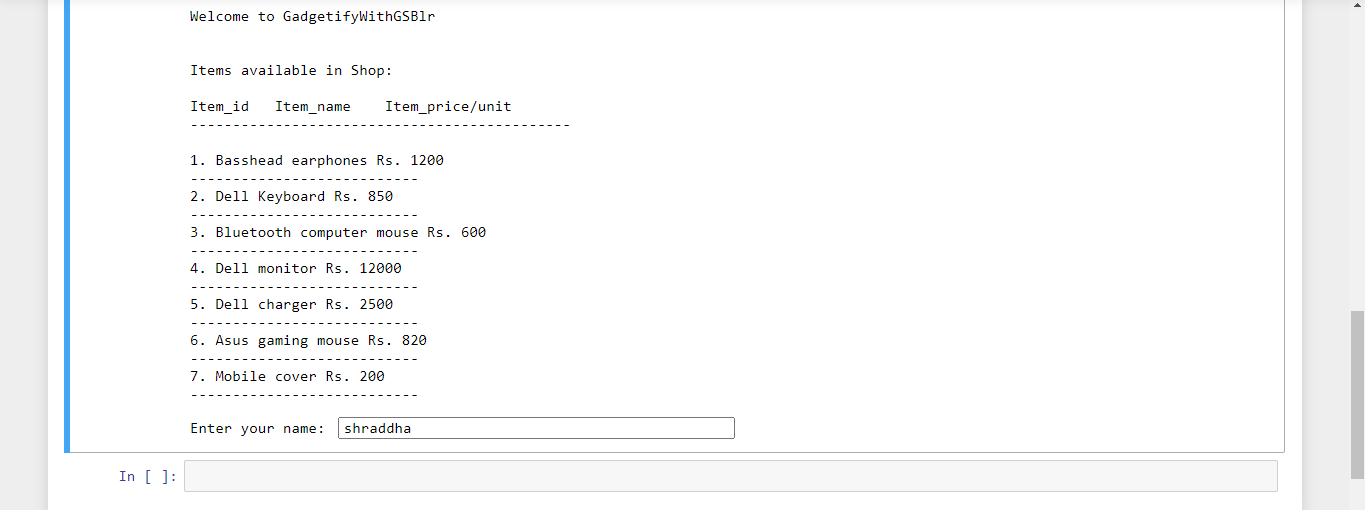 Welcome to GadgetifyWithGSBlr
Items available in Shop:
Item_id   Item_name    Item_price/unit
---------------------------------------------
1. Basshead earphones Rs. 1200
---------------------------
2. Dell Keyboard Rs. 850
---------------------------
3. Bluetooth computer mouse Rs. 600
---------------------------
4. Dell monitor Rs. 12000
---------------------------
5. Dell charger Rs. 2500
---------------------------
6. Asus gaming mouse Rs. 820
---------------------------
7. Mobile cover Rs. 200
---------------------------
Enter your name: shraddha
In [ ]: